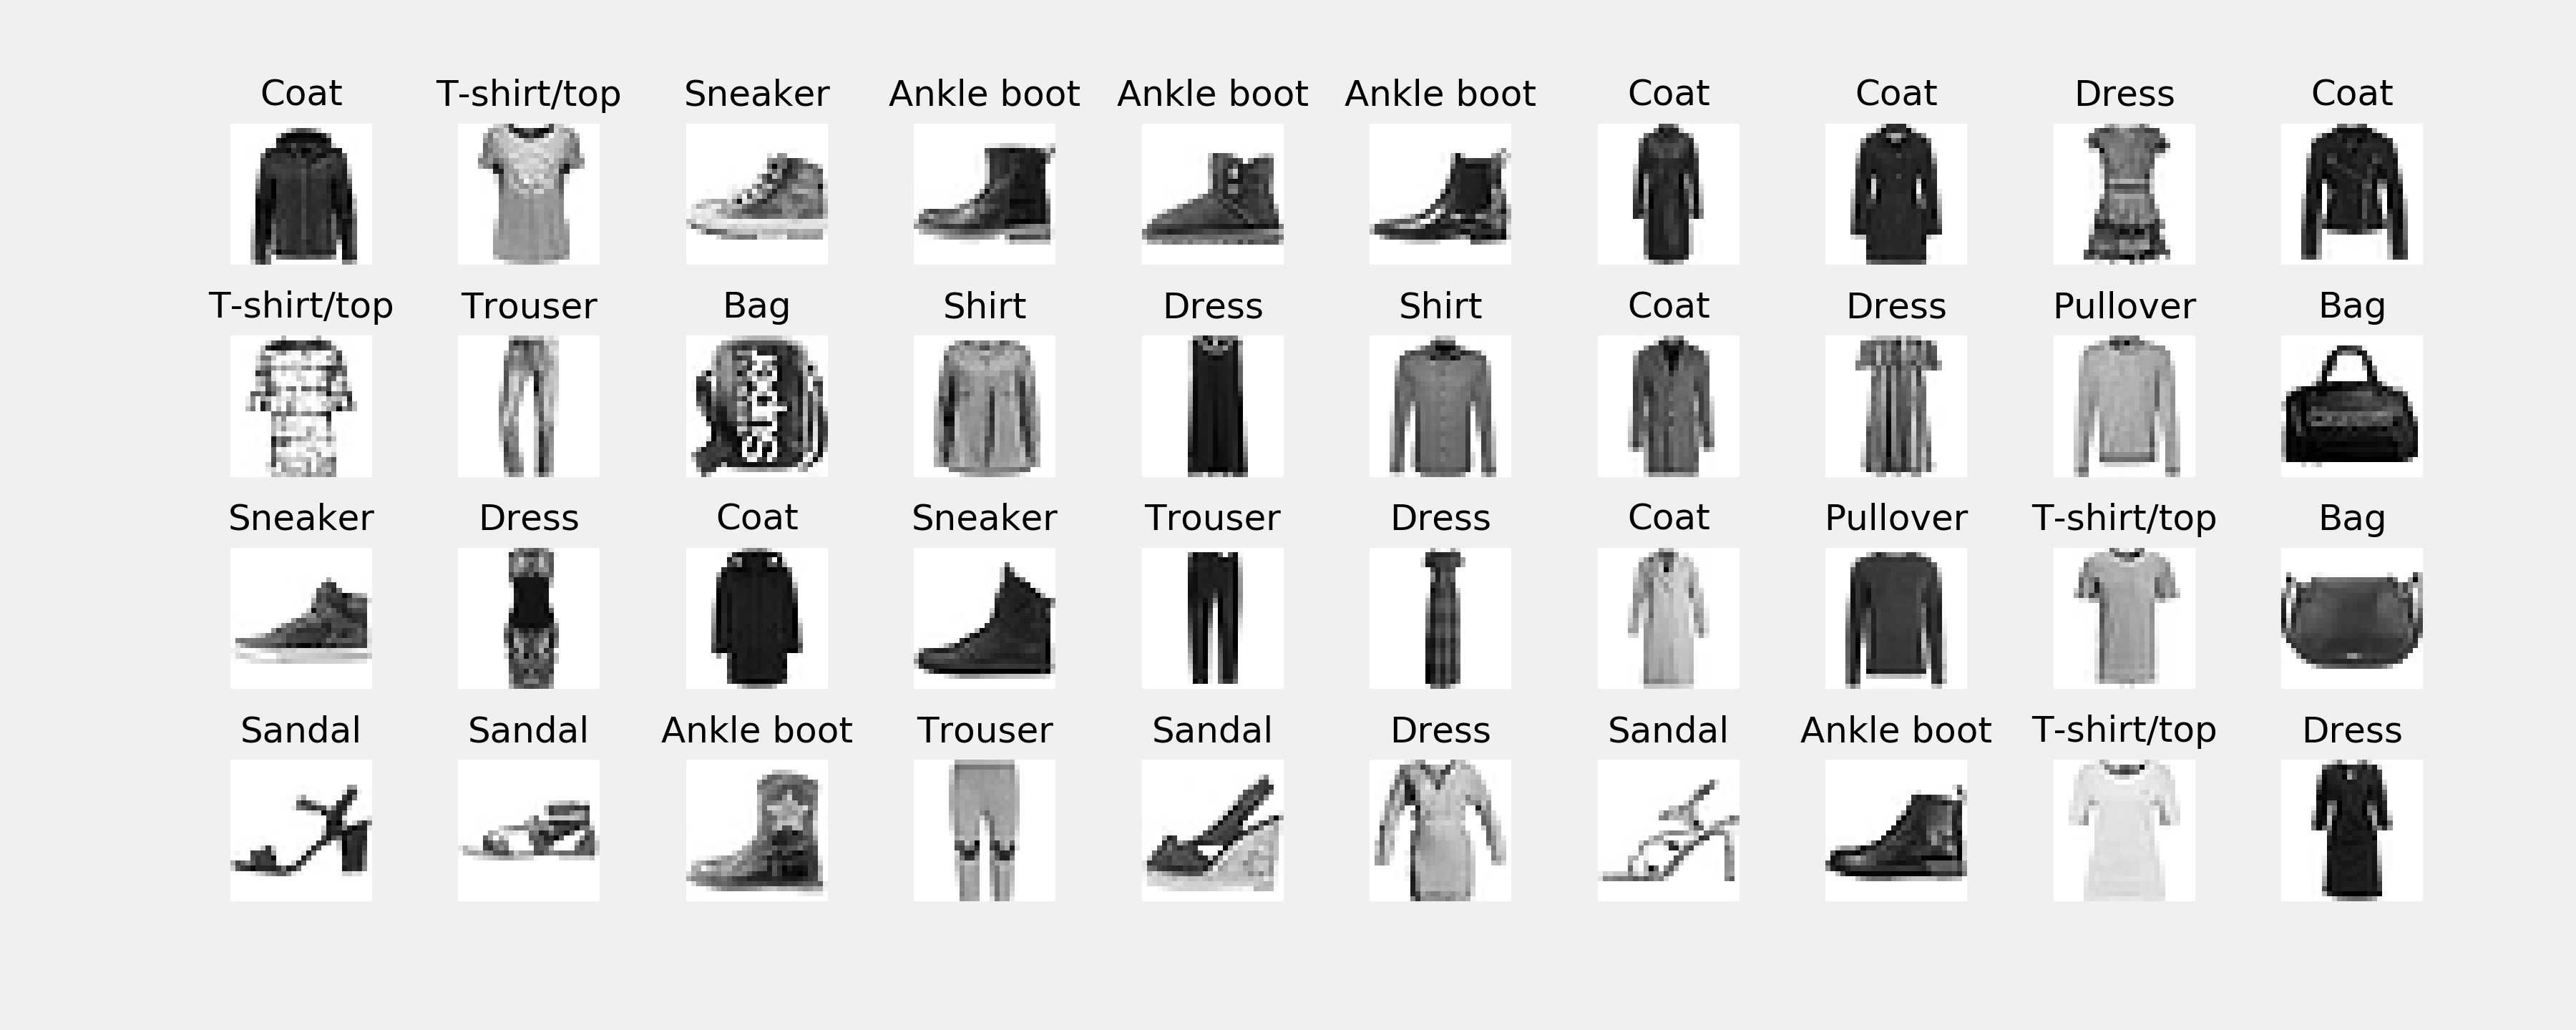 Coat T-shirt/top Sneaker Ankle boot Ankle boot Ankle boot Coat Coat Dress Coat
T-shirt/top Trouser Bag Shirt Dress Shirt Coat Dress Pullover Bag
Sneaker Dress Coat Sneaker Trouser Dress Coat Pullover T-shirt/top Bag
Sandal Sandal Ankle boot Trouser Sandal Dress Sandal Ankle boot T-shirt/top Dress